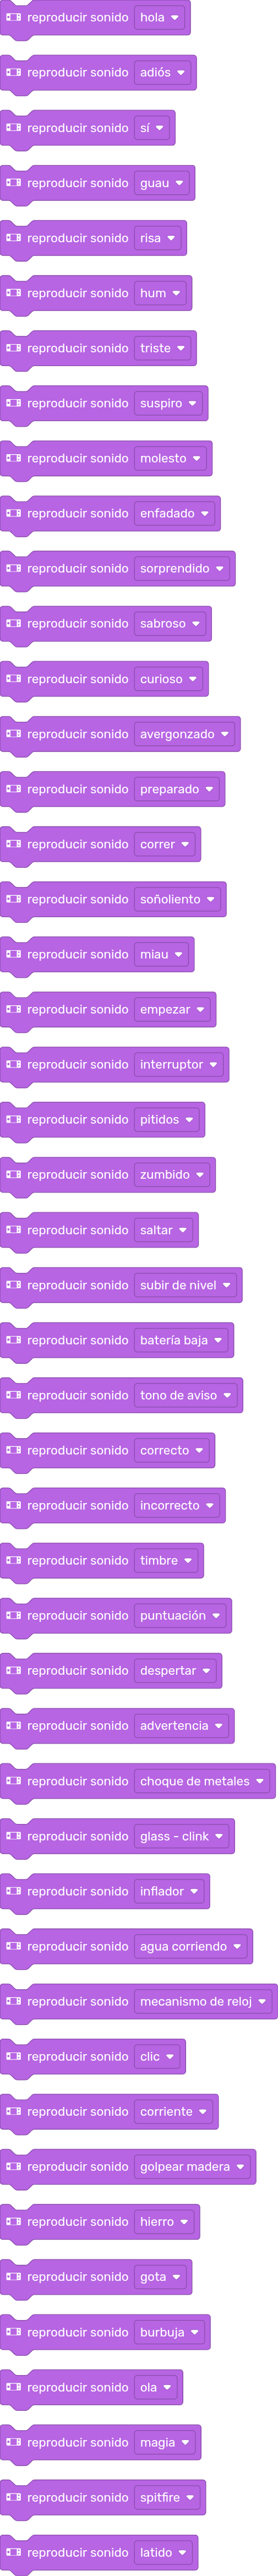 reproducir sonido hola
reproducir sonido adiós
reproducir sonido sí
reproducir sonido guau
reproducir sonido risa
reproducir sonido hum
reproducir sonido triste
reproducir sonido suspiro
reproducir sonido molesto
reproducir sonido enfadado
reproducir sonido sorprendido
reproducir sonido sabroso
reproducir sonido curioso
reproducir sonido avergonzado
reproducir sonido preparado
reproducir sonido correr
reproducir sonido soñoliento
reproducir sonido miau
reproducir sonido empezar
reproducir sonido interruptor
reproducir sonido pitidos
reproducir sonido zumbido
reproducir sonido saltar
reproducir sonido subir de nivel
reproducir sonido batería baja
reproducir sonido tono de aviso
reproducir sonido correcto
reproducir sonido incorrecto
reproducir sonido timbre
reproducir sonido puntuación
reproducir sonido despertar
reproducir sonido advertencia
reproducir sonido choque de metales
reproducir sonido glass - clink
reproducir sonido inflador
reproducir sonido agua corriendo
reproducir sonido mecanismo de reloj
reproducir sonido clic
reproducir sonido corriente
reproducir sonido golpear madera
reproducir sonido hierro
reproducir sonido gota
reproducir sonido burbuja
reproducir sonido ola
reproducir sonido magia
reproducir sonido spitfire
reproducir sonido latido